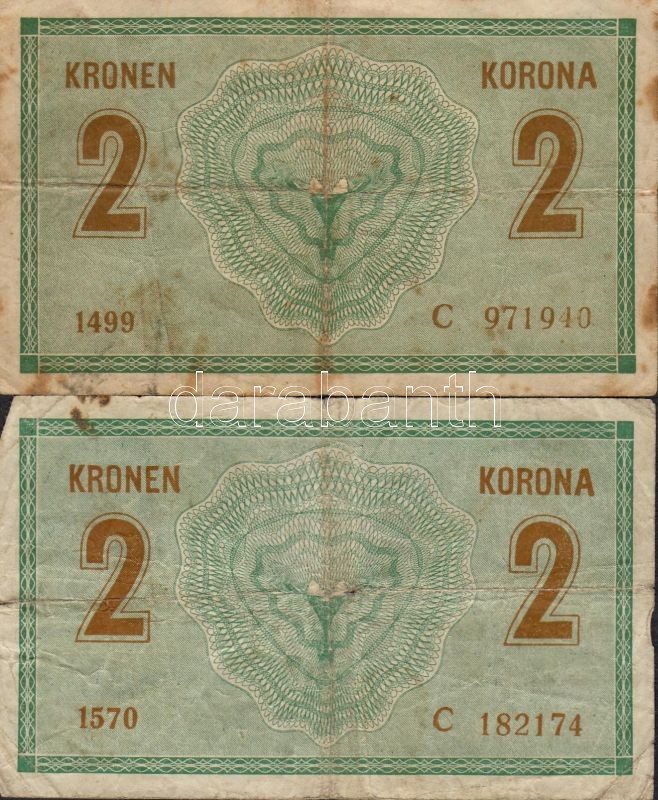 KRONEN KORONA
2 2
1499 C 971940
darabanth
KRONEN KORONA
2 2
1570 C 182174